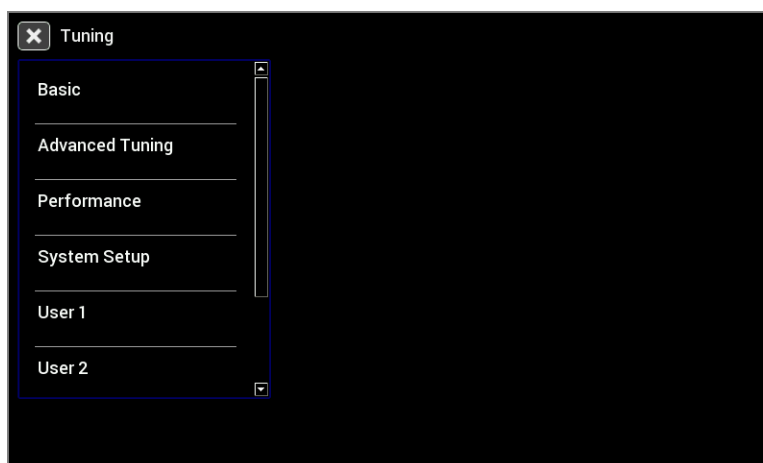 Tuning
Basic
Advanced Tuning
Performance
System Setup
User 1
User 2